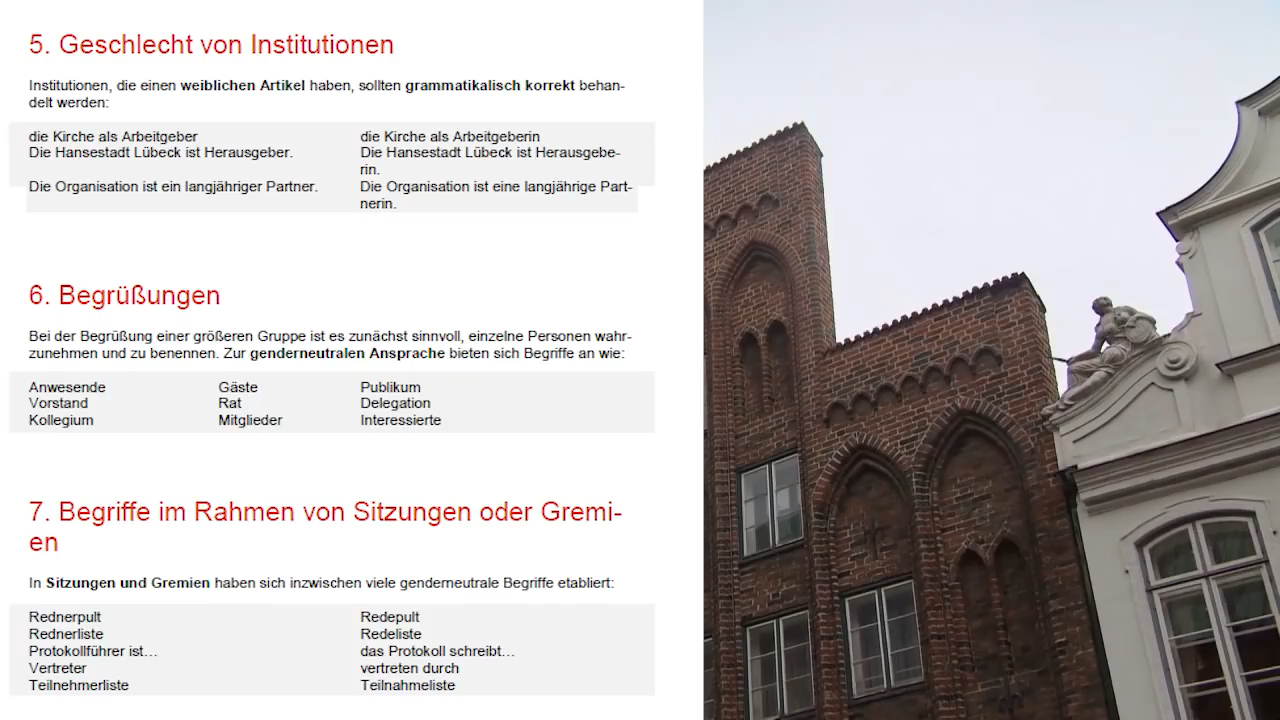 5. Geschlecht von Institutionen
Institutionen, die einen weiblichen Artikel haben, sollten grammatikalisch korrekt behan-
delt werden:
die Kirche als Arbeitgeber die Kirche als Arbeitgeberin
Die Hansestadt Lübeck ist Herausgeber. Die Hansestadt Lübeck ist Herausgebe-
rin.
Die Organisation ist ein langjähriger Partner. Die Organisation ist eine langjährige Part-
nerin.
6. Begrüßungen
Bei der Begrüßung einer größeren Gruppe ist es zunächst sinnvoll, einzelne Personen wahr-
zunehmen und zu benennen. Zur genderneutralen Ansprache bieten sich Begriffe an wie:
Anwesende Gäste Publikum
Vorstand Rat Delegation
Kollegium Mitglieder Interessierte
7. Begriffe im Rahmen von Sitzungen oder Gremi-
en
In Sitzungen und Gremien haben sich inzwischen viele genderneutrale Begriffe etabliert:
Rednerpult Redepult
Rednerliste Redeliste
Protokollführer ist… das Protokoll schreibt…
Vertreter vertreten durch
Teilnehmerliste Teilnahmeliste